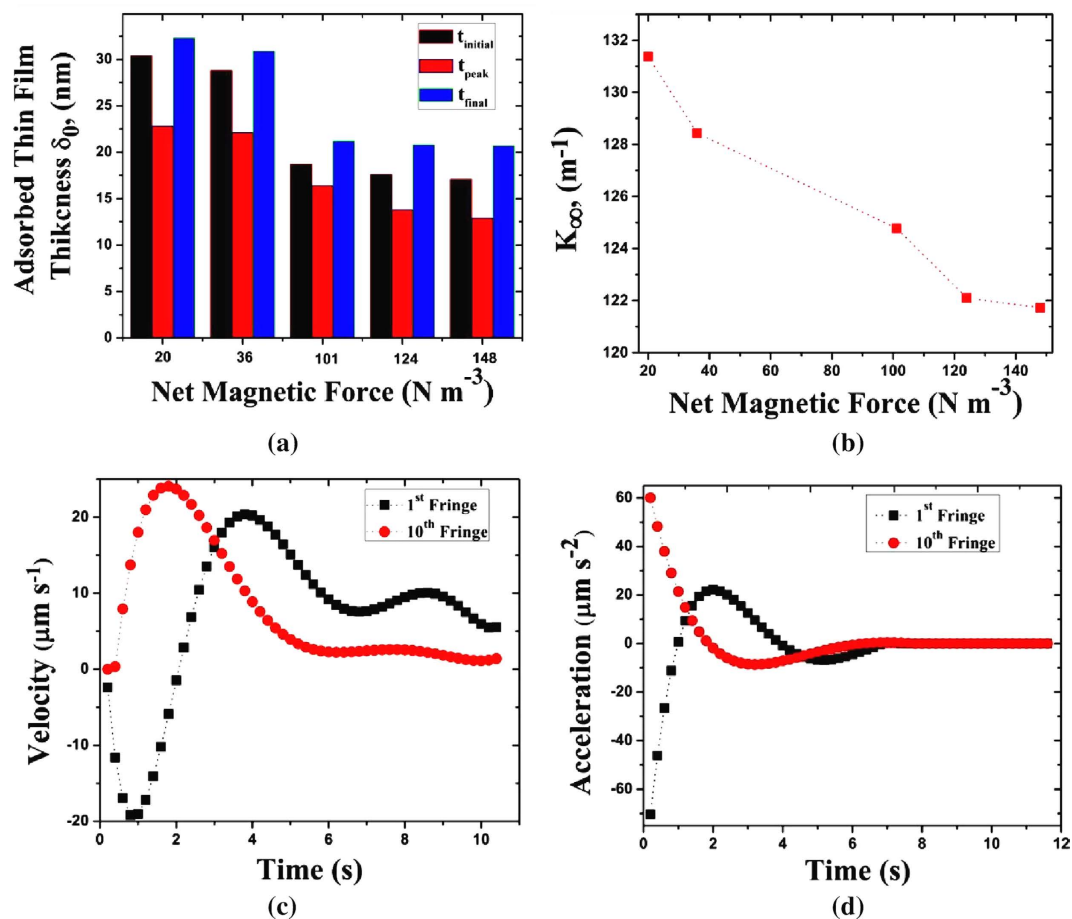 Adsorbed Thin Film
Thikcness δ₀, (nm)
30
25
20
15
10
5
0
t initial
t peak
t final
20 36 101 124 148
Net Magnetic Force (N m⁻³)
(a)
K∞, (m⁻¹)
132
130
128
126
124
122
120
20 40 60 80 100 120 140
Net Magnetic Force (N m⁻³)
(b)
Velocity (μm s⁻¹)
20
10
0
-10
-20
1st Fringe
10th Fringe
0 2 4 6 8 10
Time (s)
(c)
Acceleration (μm s⁻²)
60
40
20
0
-20
-40
-60
1st Fringe
10th Fringe
0 2 4 6 8 10 12
Time (s)
(d)